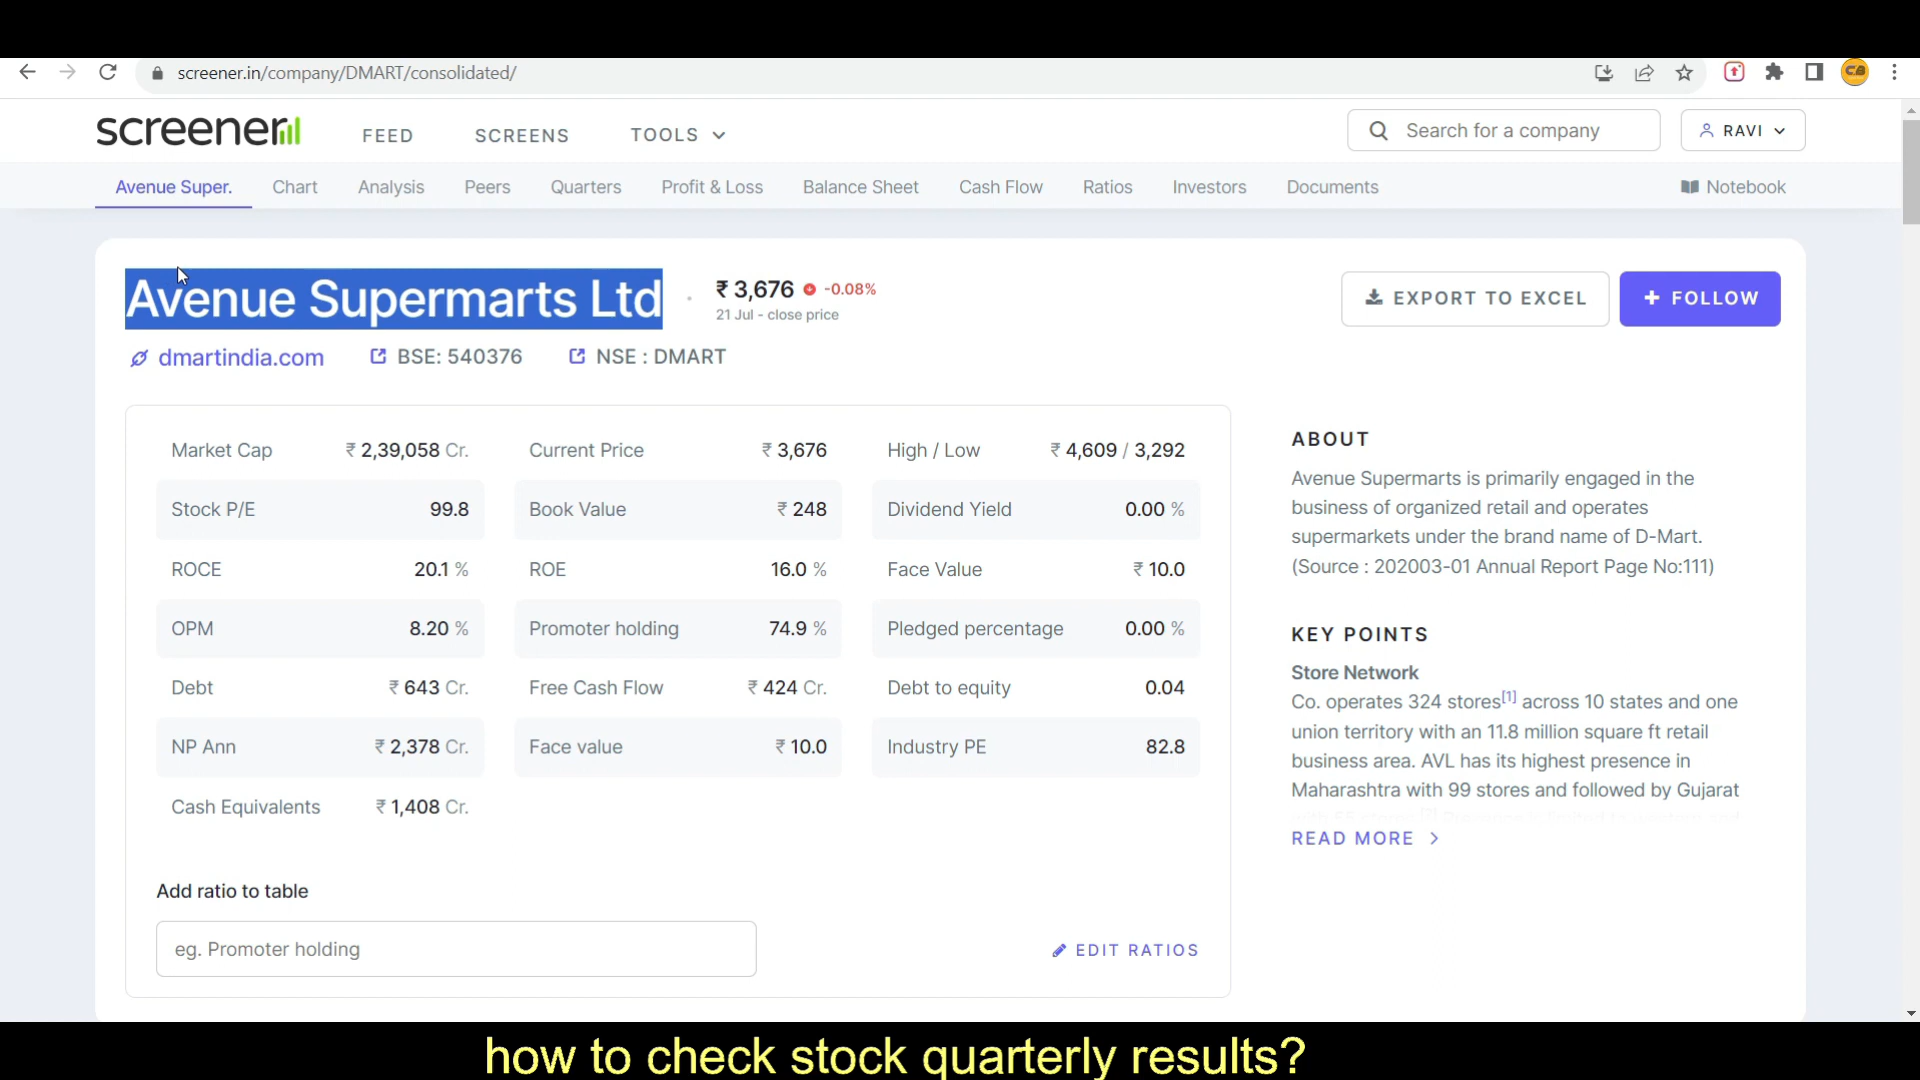 screener.in/company/DMART/consolidated/
CB
screener
FEED
SCREENS
TOOLS
Search for a company
RAVI
Avenue Super.
Chart
Analysis
Peers
Quarters
Profit & Loss
Balance Sheet
Cash Flow
Ratios
Investors
Documents
Notebook
Avenue Supermarts Ltd
₹ 3,676 -0.08%
21 Jul - close price
EXPORT TO EXCEL
+ FOLLOW
dmartindia.com
BSE: 540376
NSE : DMART
Market Cap ₹ 2,39,058 Cr.
Current Price ₹ 3,676
High / Low ₹ 4,609 / 3,292
Stock P/E 99.8
Book Value ₹ 248
Dividend Yield 0.00 %
ROCE 20.1 %
ROE 16.0 %
Face Value ₹ 10.0
OPM 8.20 %
Promoter holding 74.9 %
Pledged percentage 0.00 %
Debt ₹ 643 Cr.
Free Cash Flow ₹ 424 Cr.
Debt to equity 0.04
NP Ann ₹ 2,378 Cr.
Face value ₹ 10.0
Industry PE 82.8
Cash Equivalents ₹ 1,408 Cr.
Add ratio to table
eg. Promoter holding
EDIT RATIOS
ABOUT
Avenue Supermarts is primarily engaged in the
business of organized retail and operates
supermarkets under the brand name of D-Mart.
(Source : 202003-01 Annual Report Page No:111)
KEY POINTS
Store Network
Co. operates 324 stores[1] across 10 states and one
union territory with an 11.8 million square ft retail
business area. AVL has its highest presence in
Maharashtra with 99 stores and followed by Gujarat
READ MORE
how to check stock quarterly results?